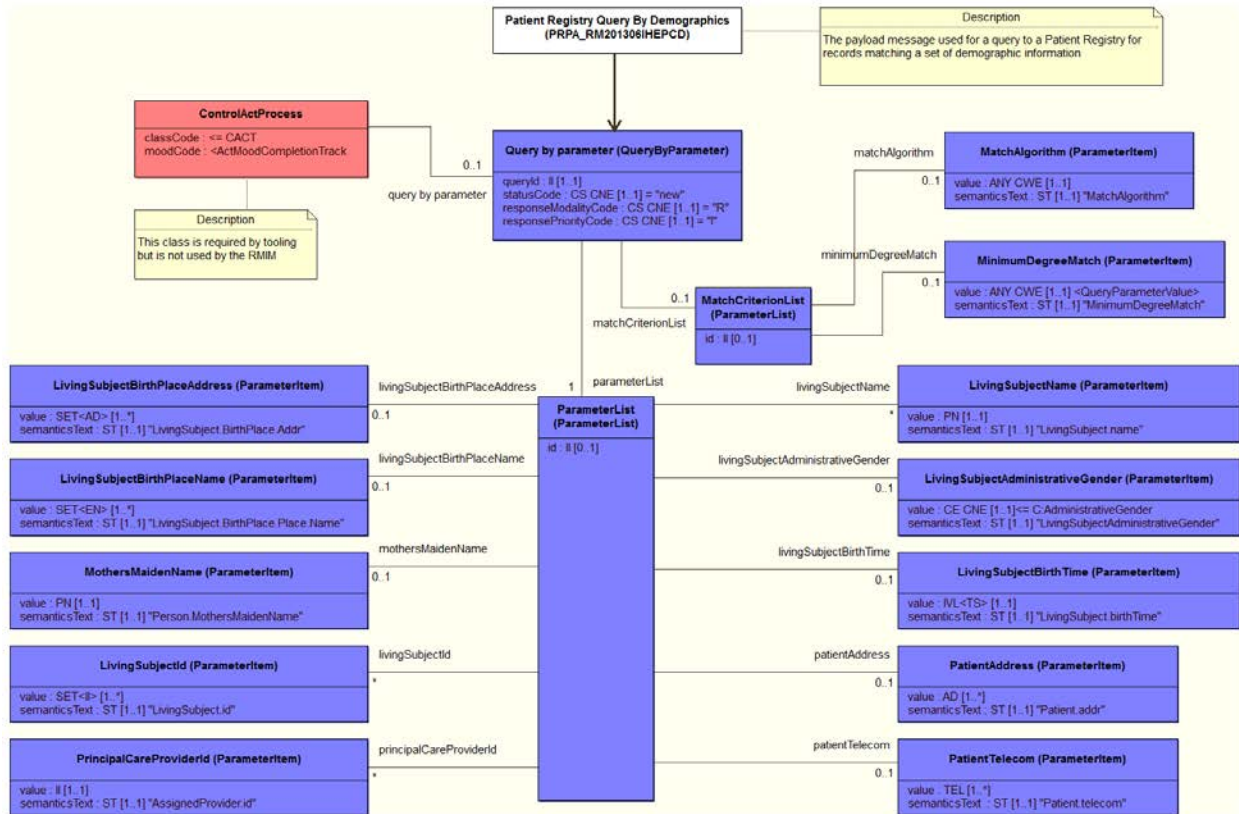 Patient Registry Query By Demographics
(PRPA_RM201306IHEPCD)
Description
The payload message used for a query to a Patient Registry for
records matching a set of demographic information
ControlActProcess
classCode : <= CACT
moodCode : <ActMoodCompletionTrack
0..1
query by parameter
Description
This class is required by tooling
but is not used by the RMIM
Query by parameter (QueryByParameter)
queryId : II [1..1]
statusCode : CS CNE [1..1] = "new"
responseModalityCode : CS CNE [1..1] = "R"
responsePriorityCode : CS CNE [1..1] = "I"
matchAlgorithm
0..1
MatchAlgorithm (ParameterItem)
value : ANY CWE [1..1]
semanticsText : ST [1..1] "MatchAlgorithm"
minimumDegreeMatch
0..1
MinimumDegreeMatch (ParameterItem)
value : ANY CWE [1..1] <QueryParameterValue>
semanticsText : ST [1..1] "MinimumDegreeMatch"
0..1
matchCriterionList
MatchCriterionList
(ParameterList)
id : II [0..1]
1
parameterList
ParameterList
(ParameterList)
id : II [0..1]
LivingSubjectBirthPlaceAddress (ParameterItem)
value : SET<AD> [1..*]
semanticsText : ST [1..1] "LivingSubject.BirthPlace.Addr"
livingSubjectBirthPlaceAddress
0..1
livingSubjectName
*
LivingSubjectName (ParameterItem)
value : PN [1..1]
semanticsText : ST [1..1] "LivingSubject.name"
LivingSubjectBirthPlaceName (ParameterItem)
value : SET<EN> [1..*]
semanticsText : ST [1..1] "LivingSubject.BirthPlace.Place.Name"
livingSubjectBirthPlaceName
0..1
livingSubjectAdministrativeGender
0..1
LivingSubjectAdministrativeGender (ParameterItem)
value : CE CNE [1..1]<= C:AdministrativeGender
semanticsText : ST [1..1] "LivingSubjectAdministrativeGender"
MothersMaidenName (ParameterItem)
value : PN [1..1]
semanticsText : ST [1..1] "Person.MothersMaidenName"
mothersMaidenName
0..1
livingSubjectBirthTime
0..1
LivingSubjectBirthTime (ParameterItem)
value : IVL<TS> [1..1]
semanticsText : ST [1..1] "LivingSubject.birthTime"
LivingSubjectId (ParameterItem)
value : SET<II> [1..*]
semanticsText : ST [1..1] "LivingSubject.id"
livingSubjectId
*
patientAddress
0..1
PatientAddress (ParameterItem)
value : AD [1..*]
semanticsText : ST [1..1] "Patient.addr"
PrincipalCareProviderId (ParameterItem)
value : II [1..1]
semanticsText : ST [1..1] "AssignedProvider.id"
principalCareProviderId
*
patientTelecom
0..1
PatientTelecom (ParameterItem)
value : TEL [1..*]
semanticsText : ST [1..1] "Patient.telecom"